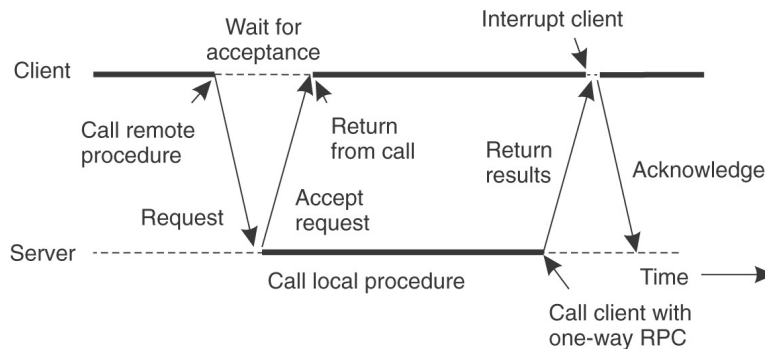 Interrupt client
Wait for
acceptance
Client
Call remote
procedure
Return
from call
Return
results
Acknowledge
Request
Accept
request
Server
Call local procedure
Time
Call client with
one-way RPC